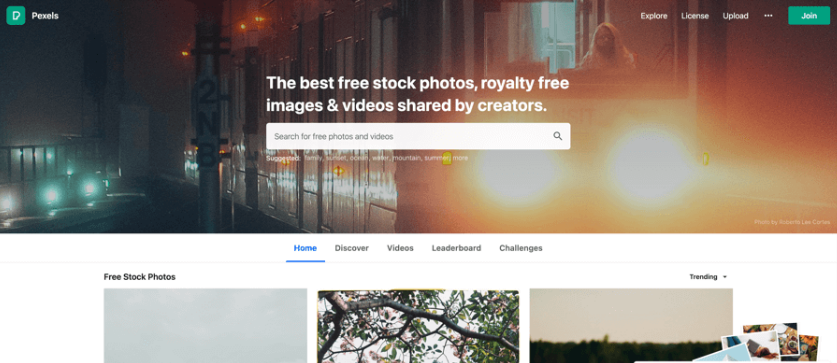 Pexels
Explore
License
Upload
Join
The best free stock photos, royalty free
images & videos shared by creators.
Search for free photos and videos
Suggested: family, sunset, ocean, water, mountain, summer, more
Photo by Roberto Lee Cortes
Home
Discover
Videos
Leaderboard
Challenges
Free Stock Photos
Trending